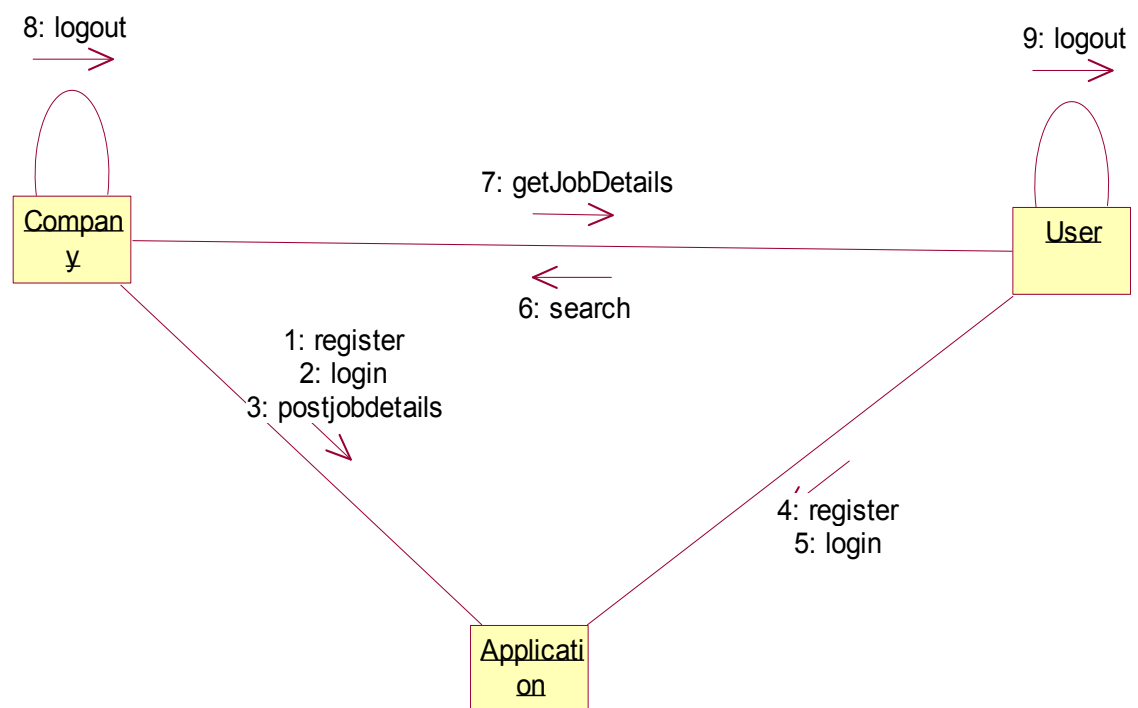 8: logout
9: logout
7: getJobDetails
Compan
y
User
6: search
1: register
2: login
3: postjobdetails
4: register
5: login
Applicati
on